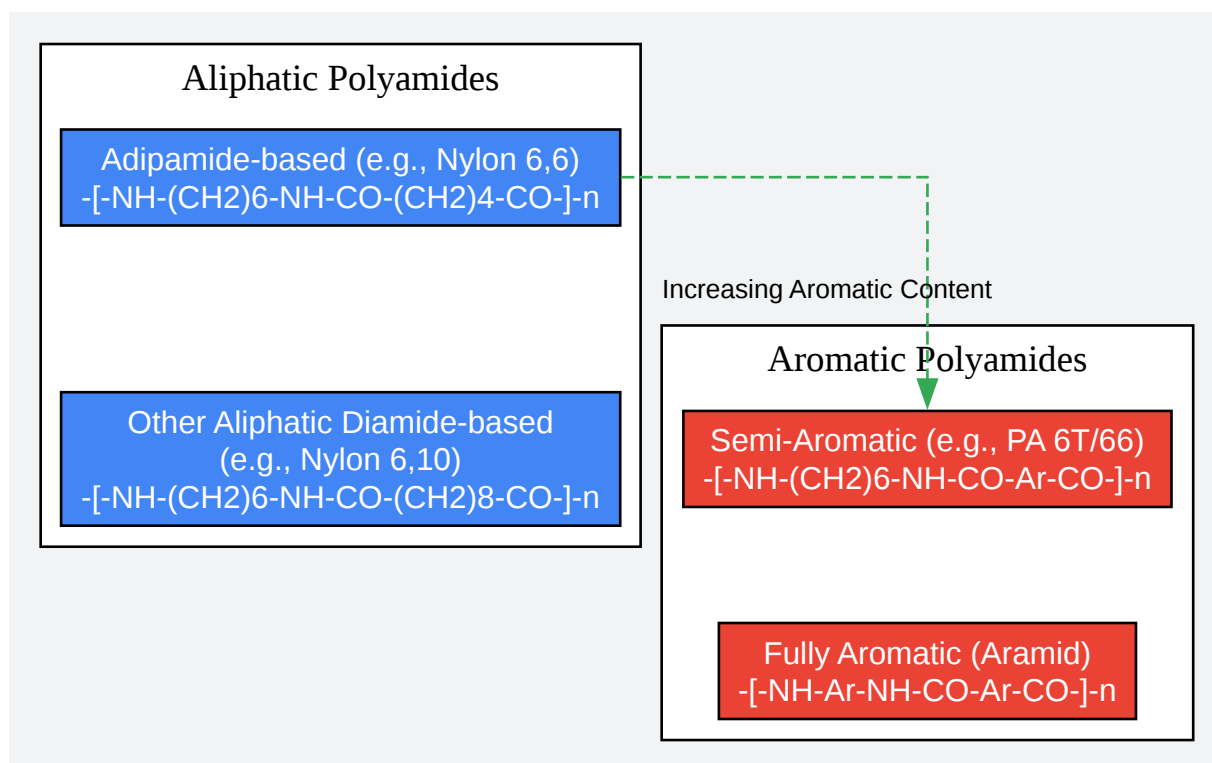 Aliphatic Polyamides
Adipamide-based (e.g., Nylon 6,6)
-[-NH-(CH2)6-NH-CO-(CH2)4-CO-]-n
Other Aliphatic Diamide-based
(e.g., Nylon 6,10)
-[-NH-(CH2)6-NH-CO-(CH2)8-CO-]-n
Increasing Aromatic Content
Aromatic Polyamides
Semi-Aromatic (e.g., PA 6T/66)
-[-NH-(CH2)6-NH-CO-Ar-CO-]-n
Fully Aromatic (Aramid)
-[-NH-Ar-NH-CO-Ar-CO-]-n